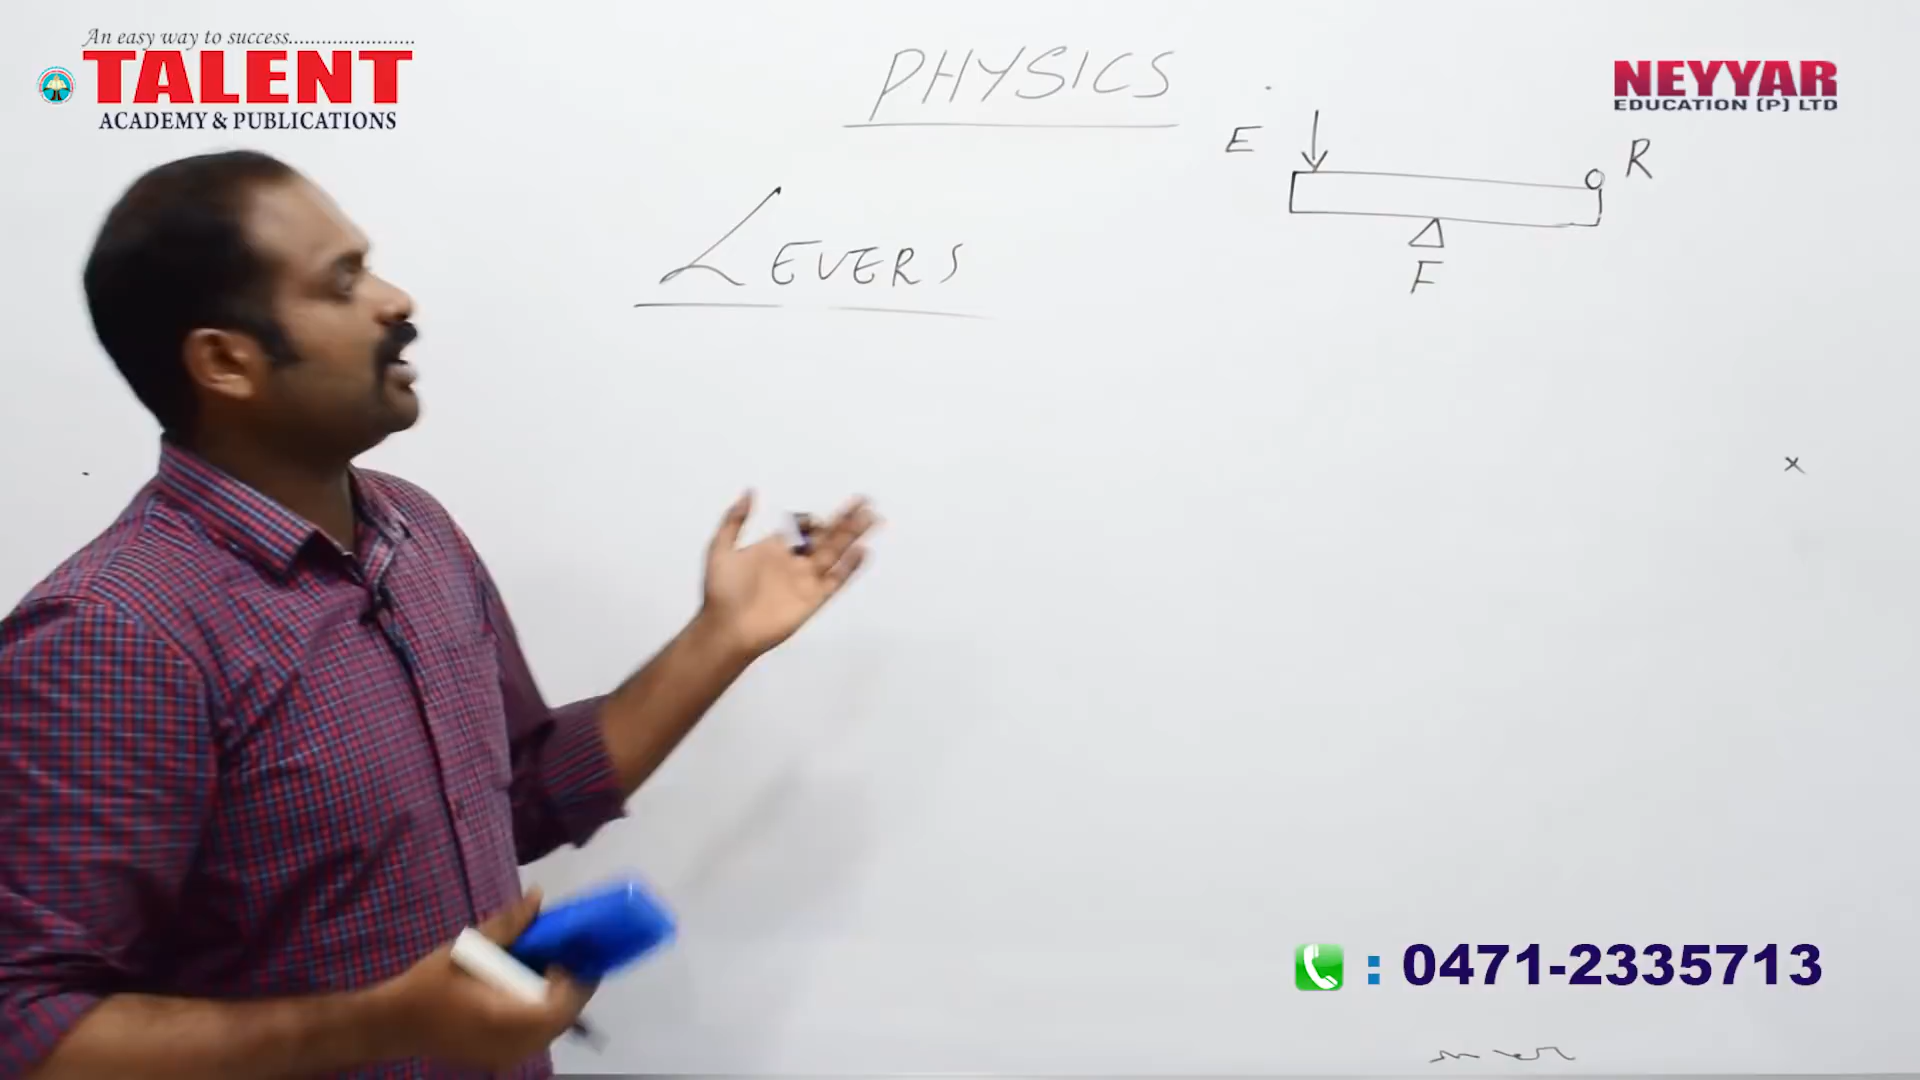 An easy way to success......................
TALENT
ACADEMY & PUBLICATIONS
PHYSICS
NEYYAR
EDUCATION (P) LTD
E
R
LEVERS
F
x
: 0471-2335713